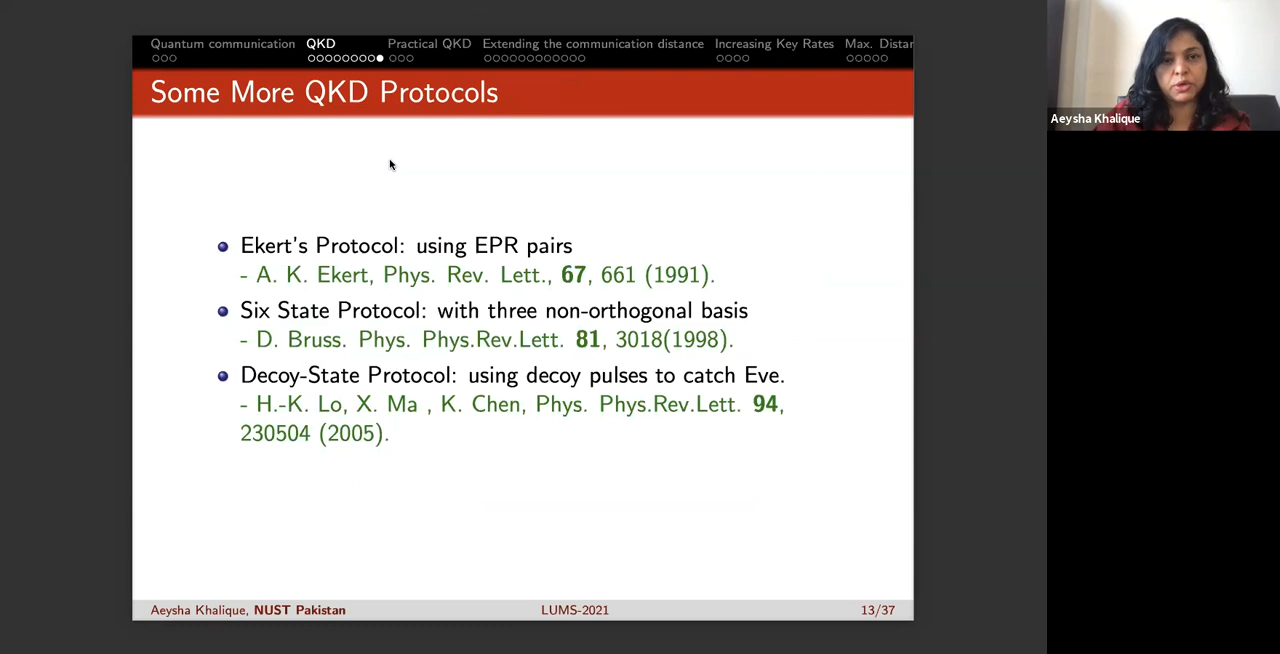 Quantum communication QKD Practical QKD Extending the communication distance Increasing Key Rates Max. Distar
Some More QKD Protocols
Aeysha Khalique
Ekert's Protocol: using EPR pairs
- A. K. Ekert, Phys. Rev. Lett., 67, 661 (1991).
Six State Protocol: with three non-orthogonal basis
- D. Bruss. Phys. Phys.Rev.Lett. 81, 3018(1998).
Decoy-State Protocol: using decoy pulses to catch Eve.
- H.-K. Lo, X. Ma , K. Chen, Phys. Phys.Rev.Lett. 94,
230504 (2005).
Aeysha Khalique, NUST Pakistan LUMS-2021 13/37